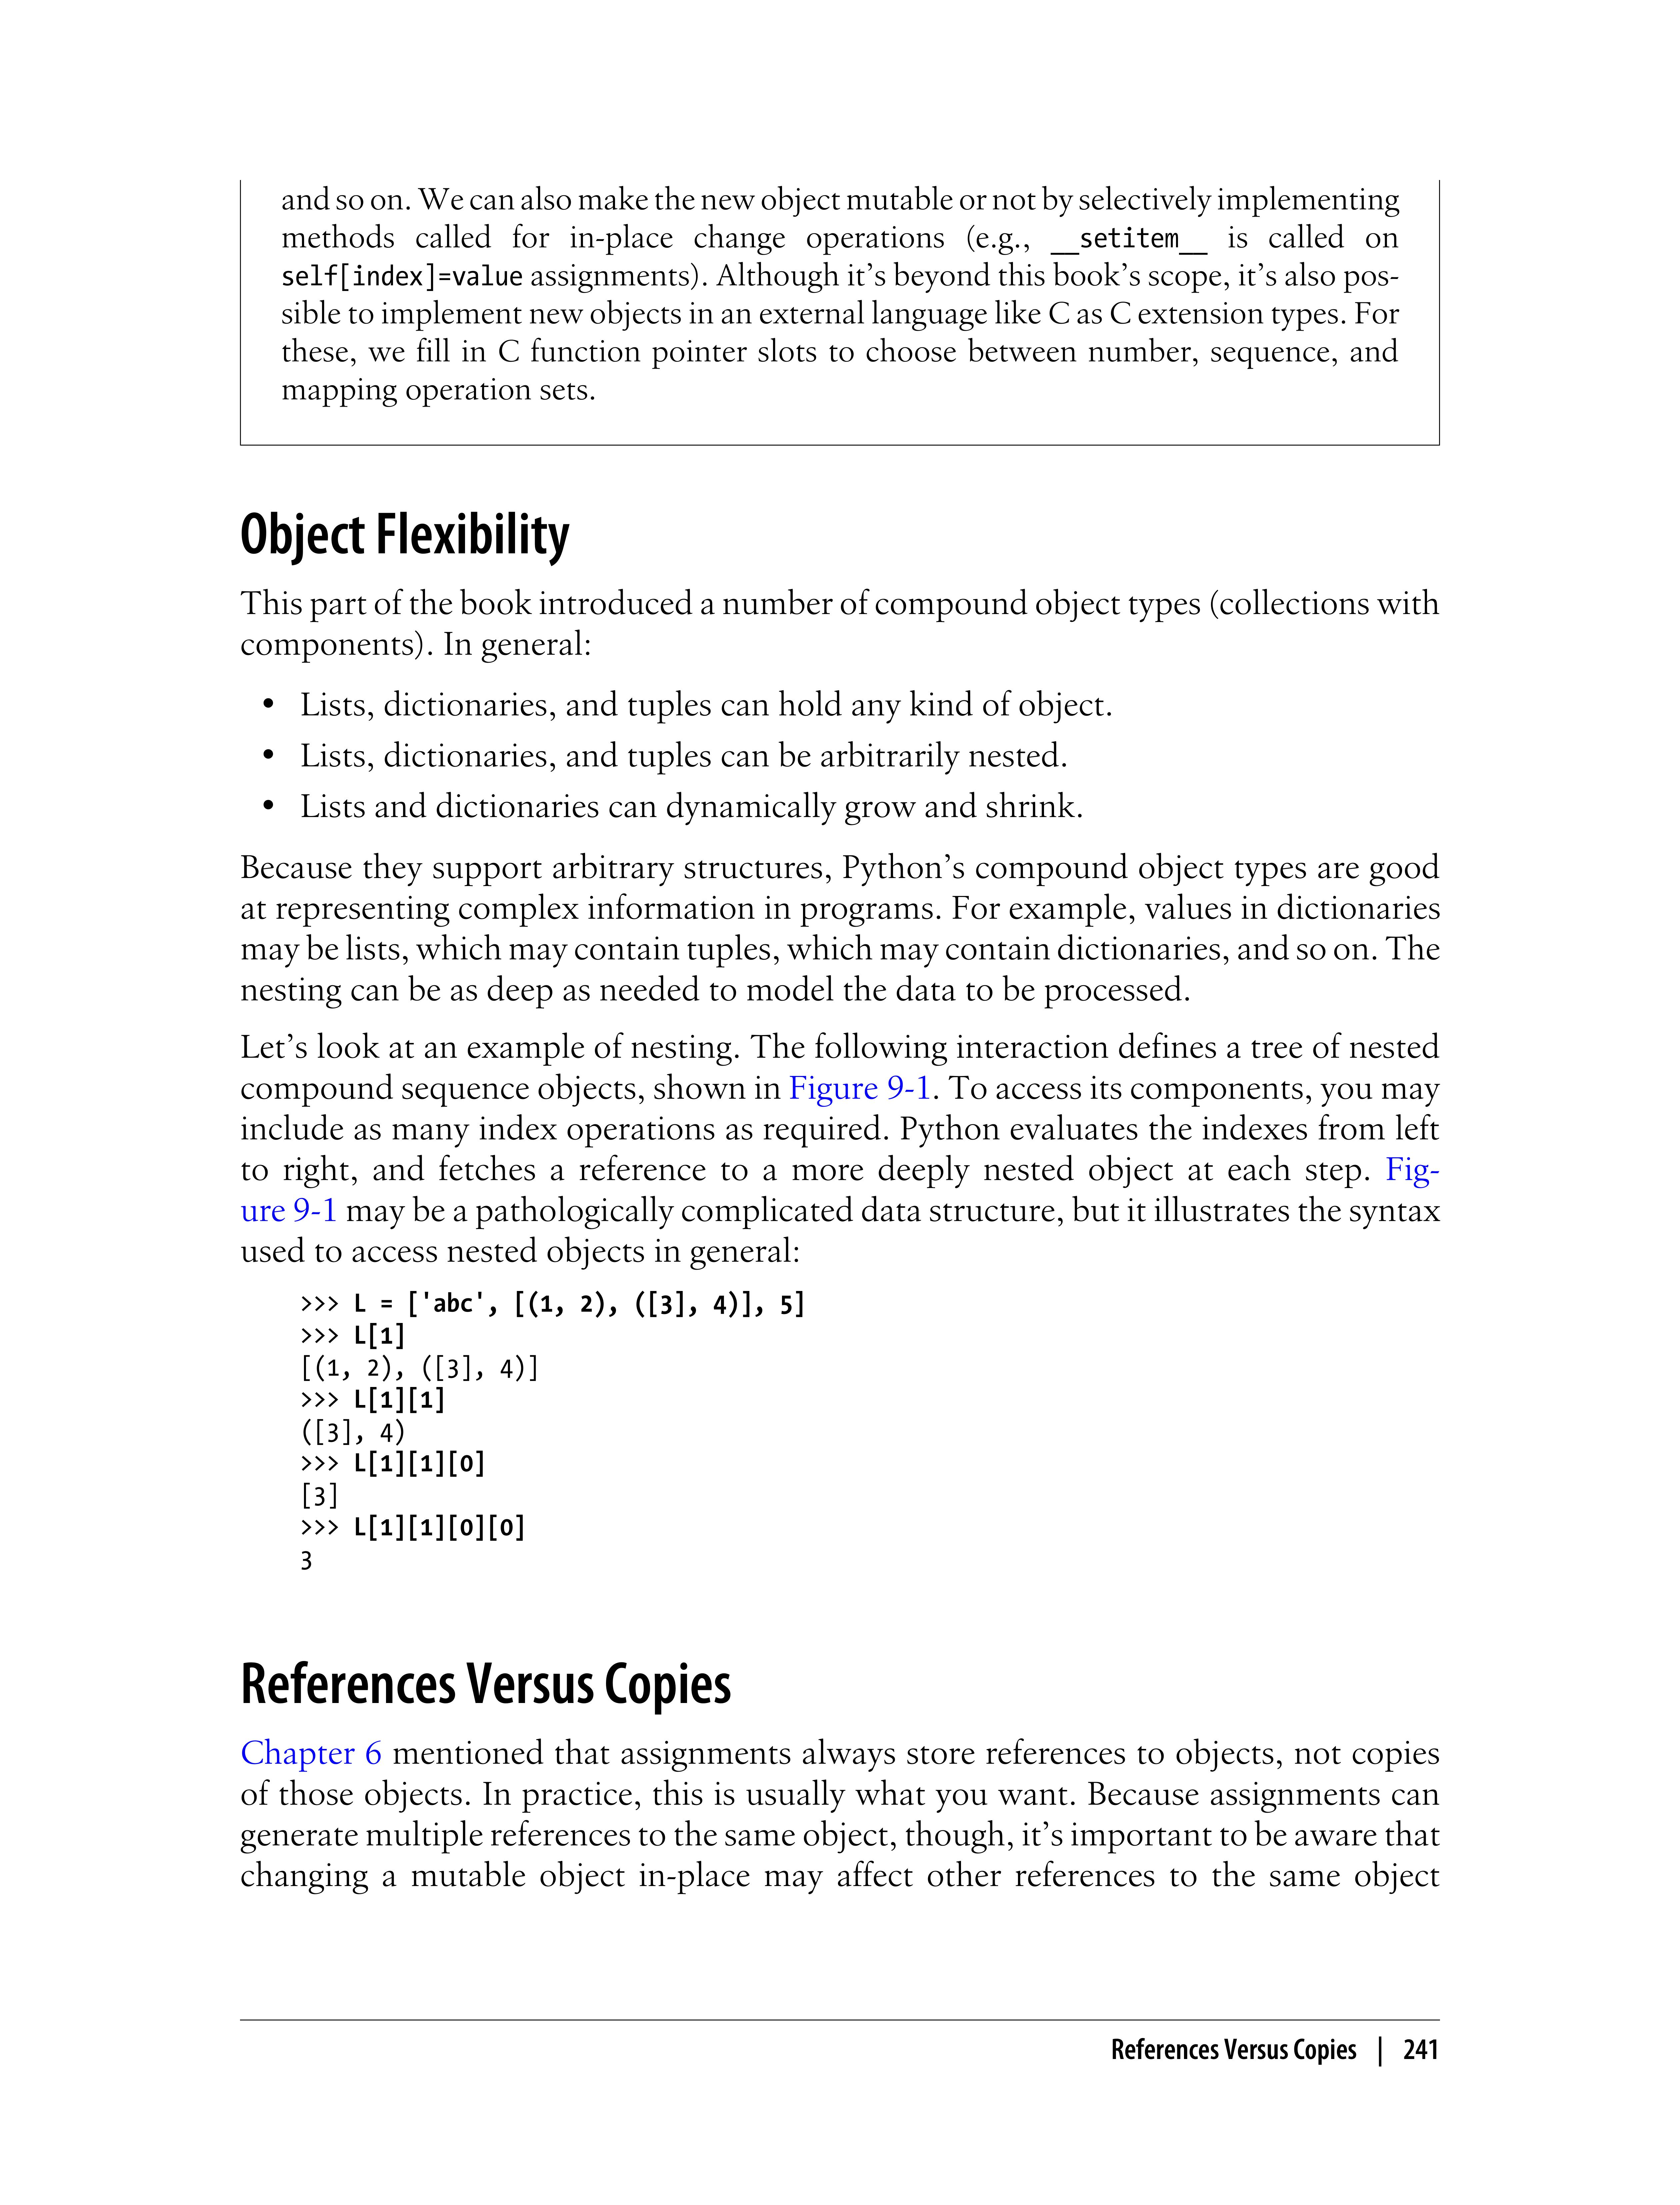 and so on. We can also make the new object mutable or not by selectively implementing
methods called for in-place change operations (e.g., __setitem__ is called on
self[index]=value assignments). Although it’s beyond this book’s scope, it’s also pos-
sible to implement new objects in an external language like C as C extension types. For
these, we fill in C function pointer slots to choose between number, sequence, and
mapping operation sets.
Object Flexibility
This part of the book introduced a number of compound object types (collections with
components). In general:
• Lists, dictionaries, and tuples can hold any kind of object.
• Lists, dictionaries, and tuples can be arbitrarily nested.
• Lists and dictionaries can dynamically grow and shrink.
Because they support arbitrary structures, Python’s compound object types are good
at representing complex information in programs. For example, values in dictionaries
may be lists, which may contain tuples, which may contain dictionaries, and so on. The
nesting can be as deep as needed to model the data to be processed.
Let’s look at an example of nesting. The following interaction defines a tree of nested
compound sequence objects, shown in Figure 9-1. To access its components, you may
include as many index operations as required. Python evaluates the indexes from left
to right, and fetches a reference to a more deeply nested object at each step. Fig-
ure 9-1 may be a pathologically complicated data structure, but it illustrates the syntax
used to access nested objects in general:
>>> L = ['abc', [(1, 2), ([3], 4)], 5]
>>> L[1]
[(1, 2), ([3], 4)]
>>> L[1][1]
([3], 4)
>>> L[1][1][0]
[3]
>>> L[1][1][0][0]
3
References Versus Copies
Chapter 6 mentioned that assignments always store references to objects, not copies
of those objects. In practice, this is usually what you want. Because assignments can
generate multiple references to the same object, though, it’s important to be aware that
changing a mutable object in-place may affect other references to the same object
References Versus Copies | 241